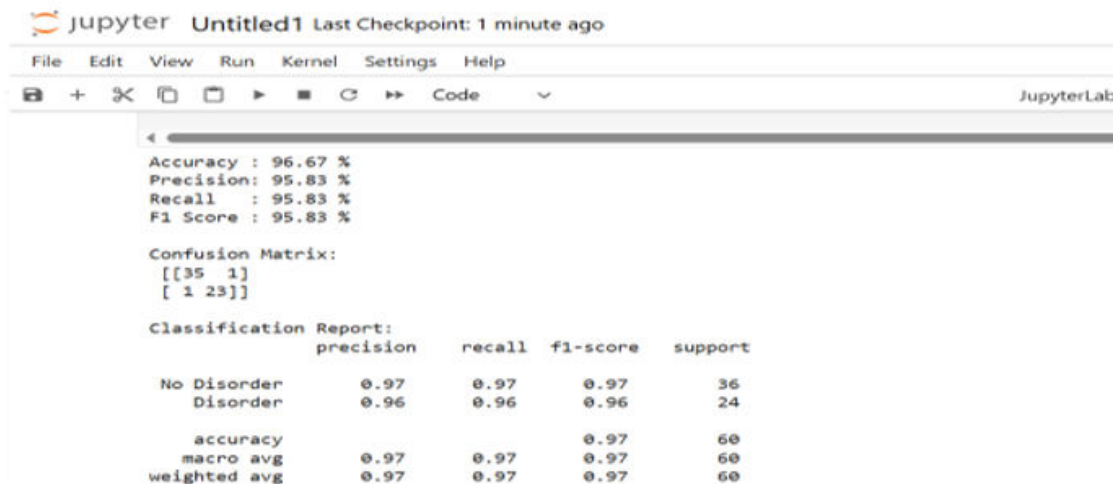 jupyter Untitled1 Last Checkpoint: 1 minute ago
File Edit View Run Kernel Settings Help
Code JupyterLab
Accuracy : 96.67 %
Precision: 95.83 %
Recall   : 95.83 %
F1 Score : 95.83 %
Confusion Matrix:
[[35  1]
[ 1 23]]
Classification Report:
precision recall f1-score support
No Disorder 0.97 0.97 0.97 36
Disorder 0.96 0.96 0.96 24
accuracy 0.97 60
macro avg 0.97 0.97 0.97 60
weighted avg 0.97 0.97 0.97 60